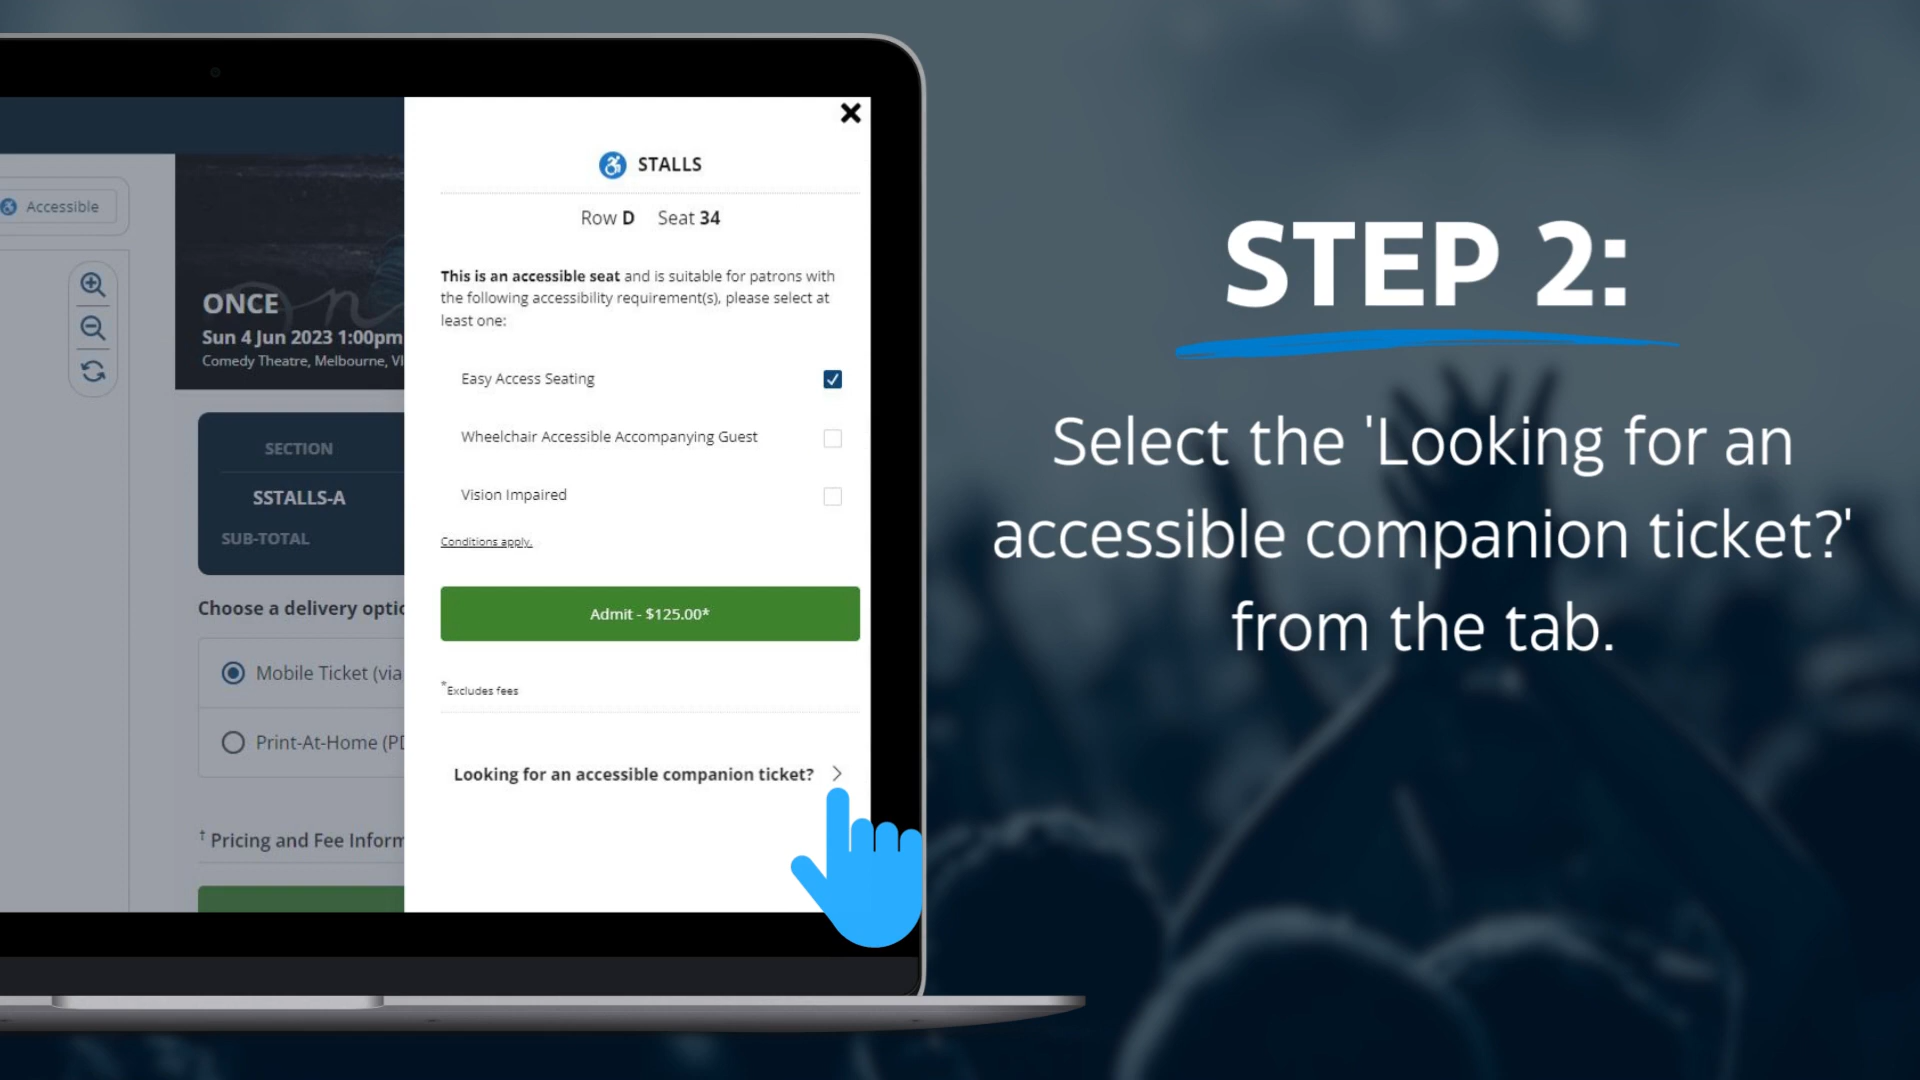 Accessible
ONCE
Sun 4 Jun 2023 1:00pm
Comedy Theatre, Melbourne,
SECTION
SSTALLS-A
SUB-TOTAL
Choose a delivery
Mobile Ticket (via
Print-At-Home
† Pricing and Fee
STALLS
Row D Seat 34
This is an accessible seat and is suitable for patrons with
the following accessibility requirement(s), please select at
least one:
Easy Access Seating
Wheelchair Accessible Accompanying Guest
Vision Impaired
Conditions apply.
Admit - $125.00*
*Excludes fees
Looking for an accessible companion ticket?
STEP 2:
Select the 'Looking for an
accessible companion ticket?'
from the tab.